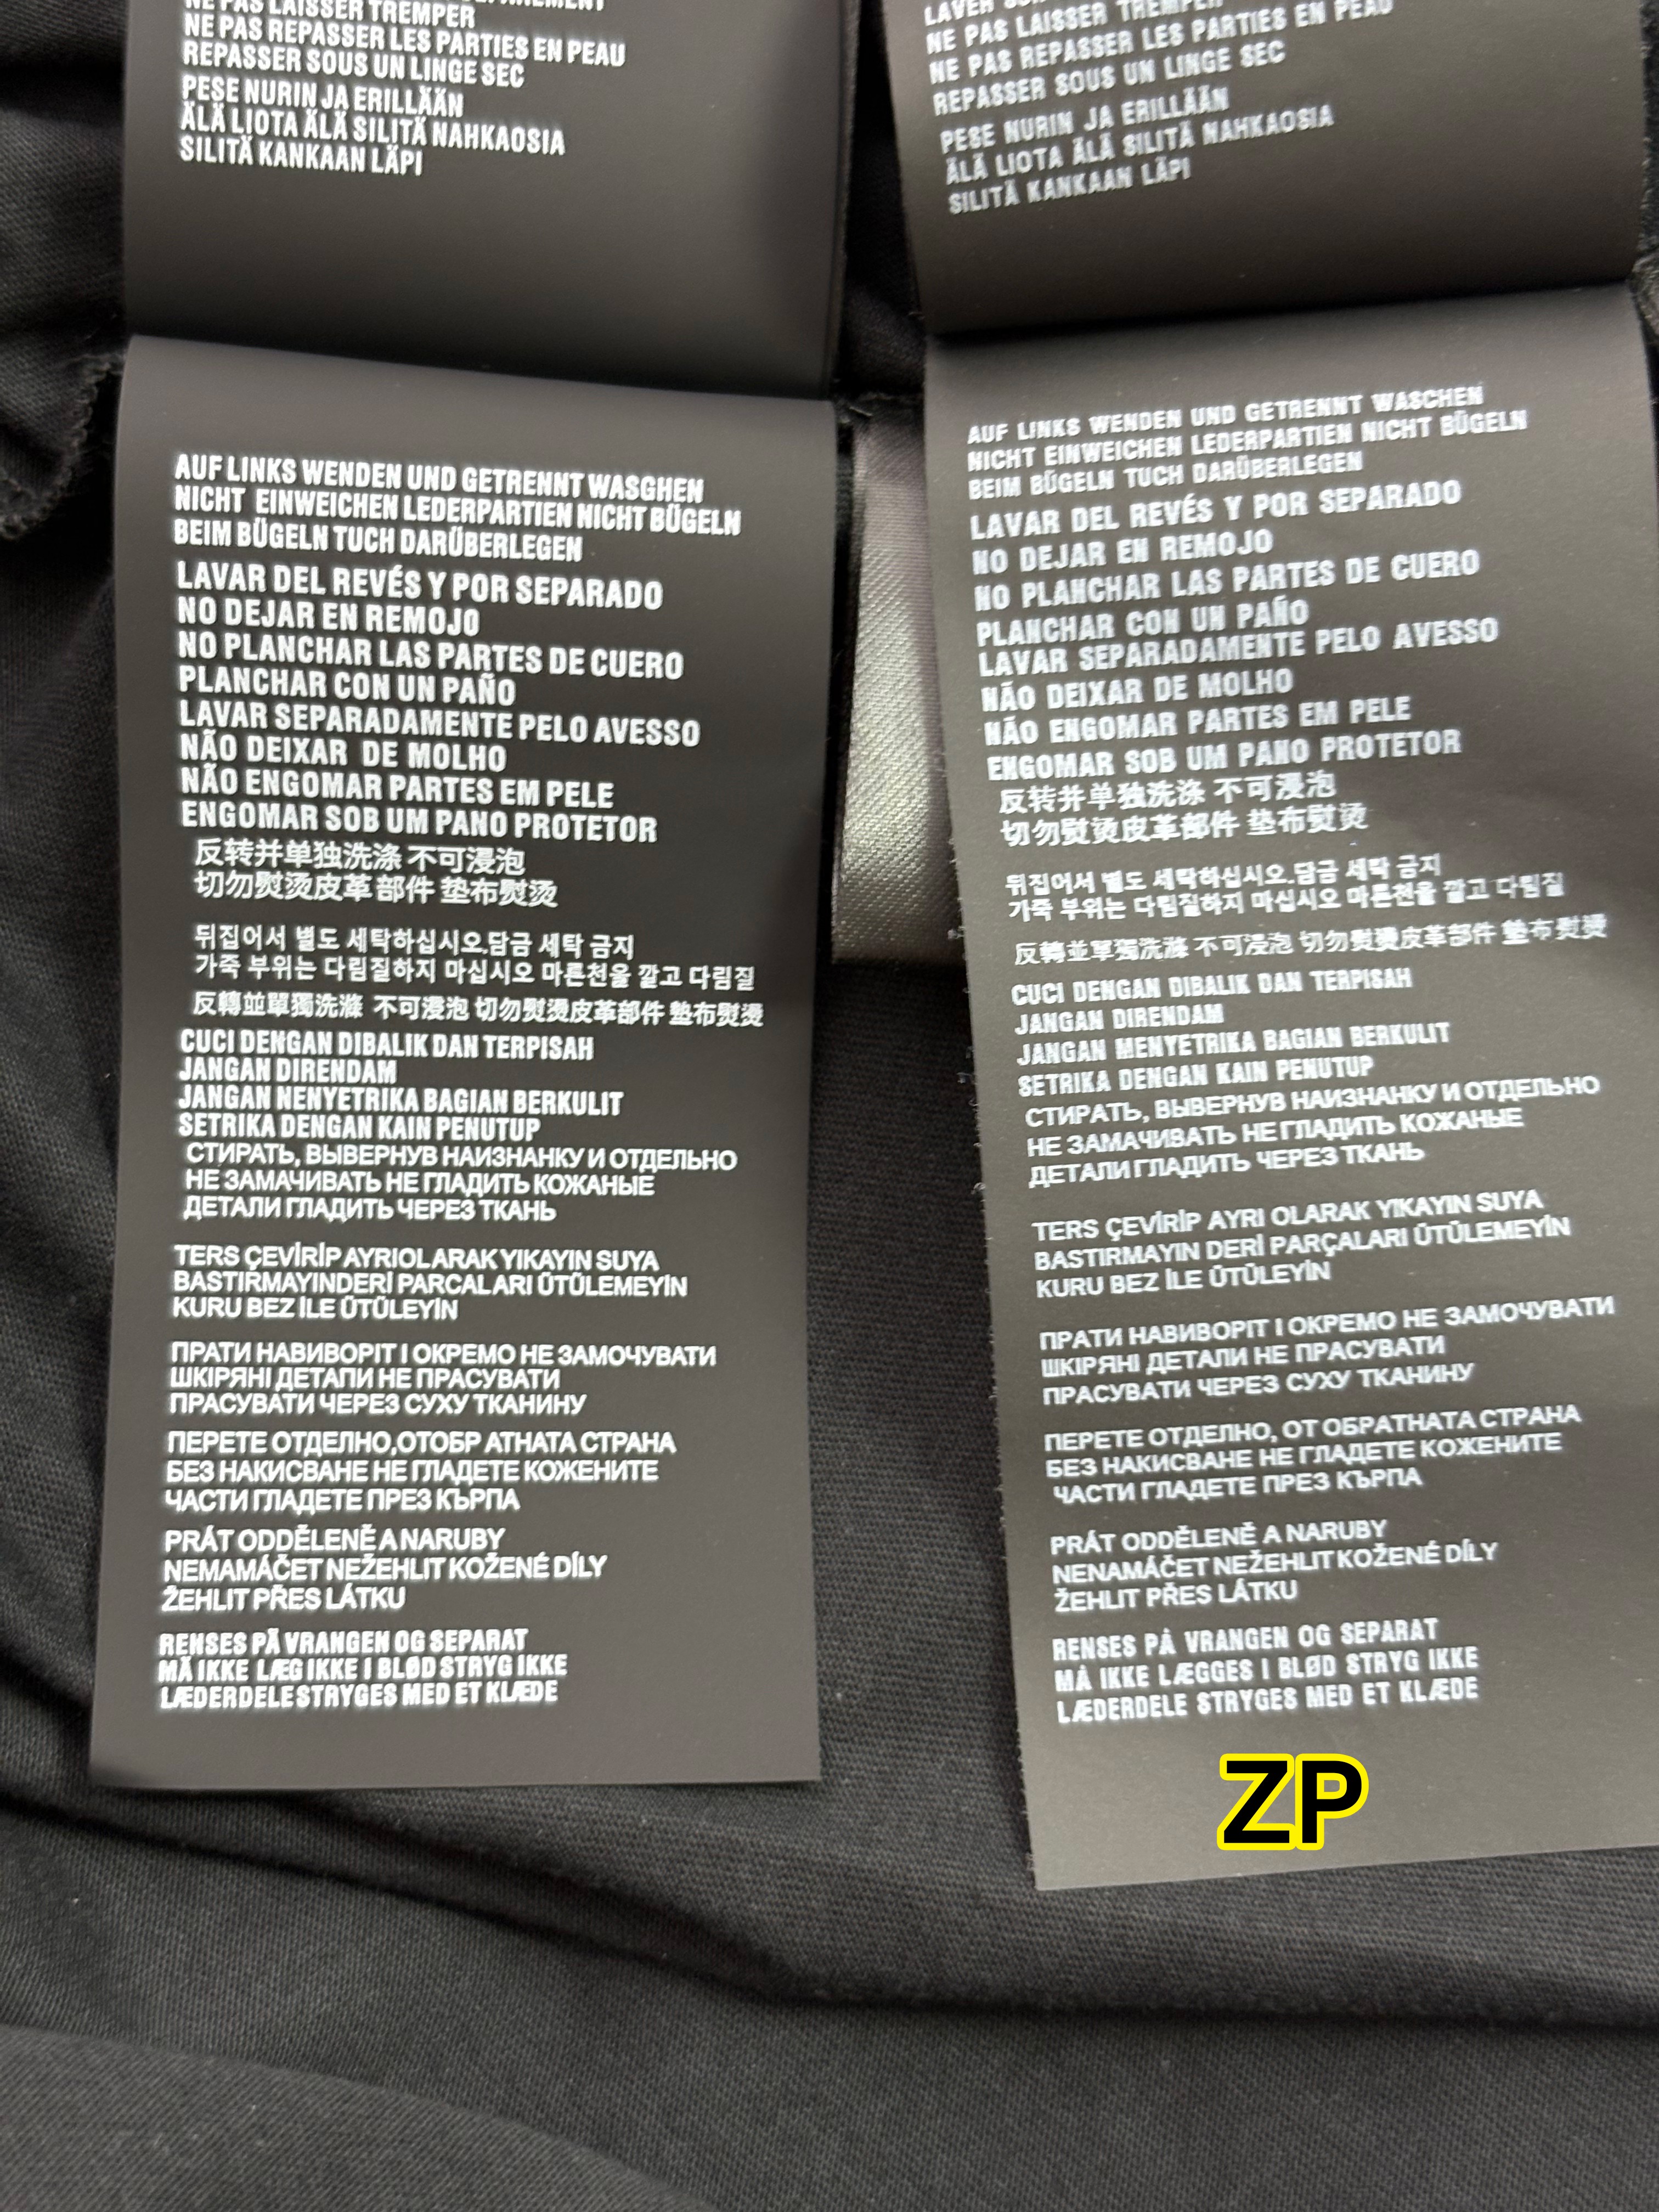 NE PAS LAISSER TREMPER
NE PAS REPASSER LES PARTIES EN PEAU
REPASSER SOUS UN LINGE SEC
PESE NURIN JA ERILLÄÄN
ÄLÄ LIOTA ÄLÄ SILITÄ NAHKAOSIA
SILITÄ KANKAAN LÄPI
AUF LINKS WENDEN UND GETRENNT WASGHEN
NICHT EINWEICHEN LEDERPARTIEN NICHT BÜGELN
BEIM BÜGELN TUCH DARÜBERLEGEN
LAVAR DEL REVÉS Y POR SEPARADO
NO DEJAR EN REMOJO
NO PLANCHAR LAS PARTES DE CUERO
PLANCHAR CON UN PAÑO
LAVAR SEPARADAMENTE PELO AVESSO
NÃO DEIXAR DE MOLHO
NÃO ENGOMAR PARTES EM PELE
ENGOMAR SOB UM PANO PROTETOR
反转并单独洗涤 不可浸泡
切勿熨烫皮革 部件 垫布熨烫
뒤집어서 별도 세탁하십시오.담금 세탁 금지
가죽 부위는 다림질하지 마십시오 마른천을 깔고 다림질
反轉並單獨洗滌 不可浸泡 切勿熨燙皮革部件 墊布熨燙
CUCI DENGAN DIBALIK DAN TERPISAH
JANGAN DIRENDAM
JANGAN NENYETRIKA BAGIAN BERKULIT
SETRIKA DENGAN KAIN PENUTUP
СТИРАТЬ, ВЫВЕРНУВ НАИЗНАНКУ И ОТДЕЛЬНО
НЕ ЗАМАЧИВАТЬ НЕ ГЛАДИТЬ КОЖАНЫЕ
ДЕТАЛИ ГЛАДИТЬ ЧЕРЕЗ ТКАНЬ
TERS ÇEVİRİP AYRIOLARAK YIKAYIN SUYA
BASTIRMAYINDERİ PARCALARI ÜTÜLEMEYİN
KURU BEZ İLE ÜTÜLEYİN
ПРАТИ НАВИВОРІТ І ОКРЕМО НЕ ЗАМОЧУВАТИ
ШКІРЯНІ ДЕТАЛИ НЕ ПРАСУВАТИ
ПРАСУВАТИ ЧЕРЕЗ СУХУ ТКАНИНУ
ПЕРЕТЕ ОТДЕЛНО,ОТОБР АТНАТА СТРАНА
БЕЗ НАКИСВАНЕ НЕ ГЛАДЕТЕ КОЖЕНИТЕ
ЧАСТИ ГЛАДЕТЕ ПРЕЗ КЪРПА
PRÁT ODDĚLENĚ A NARUBY
NEMAMÁČET NEŽEHLIT KOŽENÉ DÍLY
ŽEHLIT PŘES LÁTKU
RENSES PÃ VRANGEN OG SEPARAT
MÃ IKKE LÆG IKKE I BLØD STRYG IKKE
LÆDERDELESTRYGES MED ET KLÆDE
NE PAS LAISSER TREMPER
NE PAS REPASSER LES PARTIES EN PEAU
REPASSER SOUS UN LINGE SEC
PESE NURIN JA ERILLÄÄN
ÄLÄ LIOTA ÄLÄ SILITÄ NAHKAOSIA
SILITÄ KANKAAN LÄPI
AUF LINKS WENDEN UND GETRENNT WASCHEN
NICHT EINWEICHEN LEDERPARTIEN NICHT BÜGELN
BEIM BÜGELN TUCH DARÜBERLEGEN
LAVAR DEL REVÉS Y POR SEPARADO
NO DEJAR EN REMOJO
NO PLANCHAR LAS PARTES DE CUERO
PLANCHAR CON UN PAÑO
LAVAR SEPARADAMENTE PELO AVESSO
NÃO DEIXAR DE MOLHO
NÃO ENGOMAR PARTES EM PELE
ENGOMAR SOB UM PANO PROTETOR
反转并单独洗涤 不可浸泡
切勿熨烫皮革部件 垫布熨烫
뒤집어서 별도 세탁하십시오.담금 세탁 금지
가죽 부위는 다림질하지 마십시오 마른천을 깔고 다림질
反轉並單獨洗滌 不可浸泡 切勿熨燙皮革部件 墊布熨燙
CUCI DENGAN DIBALIK DAN TERPISAH
JANGAN DIRENDAM
JANGAN MENYETRIKA BAGIAN BERKULIT
SETRIKA DENGAN KAIN PENUTUP
СТИРАТЬ, ВЫВЕРНУВ НАИЗНАНКУ И ОТДЕЛЬНО
НЕ ЗАМАЧИВАТЬ НЕ ГЛАДИТЬ КОЖАНЫЕ
ДЕТАЛИ ГЛАДИТЬ ЧЕРЕЗ ТКАНЬ
TERS ÇEVİRİP AYRI OLARAK YIKAYIN SUYA
BASTIRMAYIN DERİ PARÇALARI ÜTÜLEMEYİN
KURU BEZ İLE ÜTÜLEYİN
ПРАТИ НАВИВОРІТ І ОКРЕМО НЕ ЗАМОЧУВАТИ
ШКІРЯНІ ДЕТАЛИ НЕ ПРАСУВАТИ
ПРАСУВАТИ ЧЕРЕЗ СУХУ ТКАНИНУ
ПЕРЕТЕ ОТДЕЛНО, ОТ ОБРАТНАТА СТРАНА
БЕЗ НАКИСВАНЕ НЕ ГЛАДЕТЕ КОЖЕНИТЕ
ЧАСТИ ГЛАДЕТЕ ПРЕЗ КЪРПА
PRÁT ODDĚLENĚ A NARUBY
NENAMÁČET NEŽEHLIT KOŽENÉ DÍLY
ŽEHLIT PŘES LÁTKU
RENSES PÅ VRANGEN OG SEPARAT
MÅ IKKE LÆGGES I BLØD STRYG IKKE
LÆDERDELE STRYGES MED ET KLÆDE
ZP